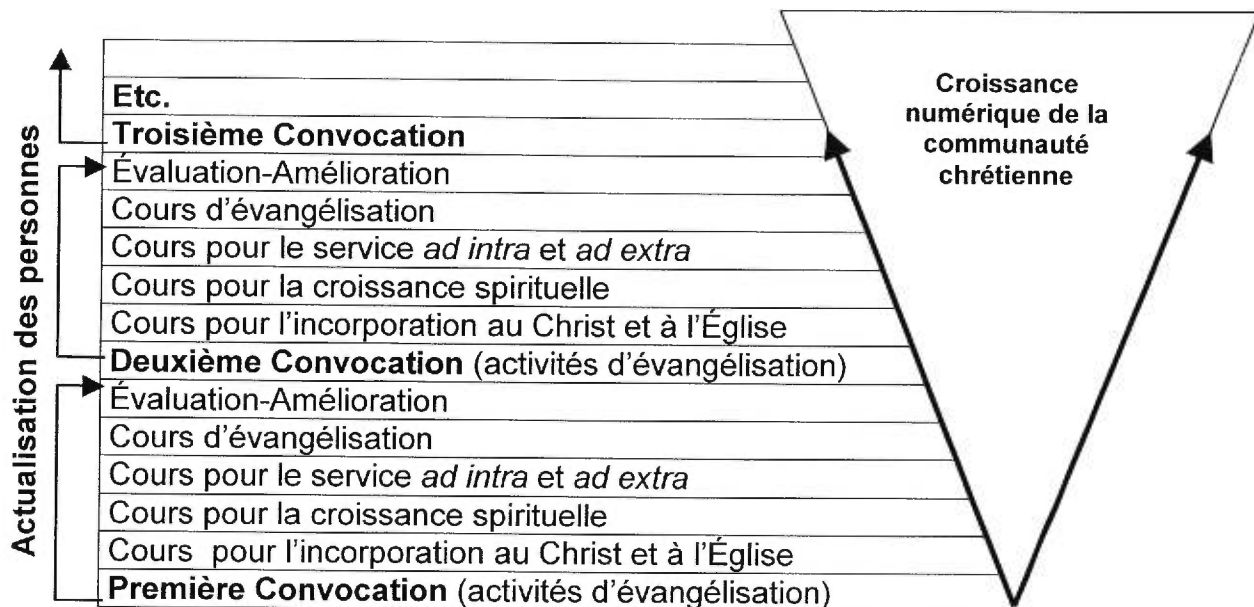 Actualisation des personnes
Etc.
Troisième Convocation
Évaluation-Amélioration
Cours d'évangélisation
Cours pour le service ad intra et ad extra
Cours pour la croissance spirituelle
Cours pour l'incorporation au Christ et à l'Église
Deuxième Convocation (activités d'évangélisation)
Évaluation-Amélioration
Cours d'évangélisation
Cours pour le service ad intra et ad extra
Cours pour la croissance spirituelle
Cours pour l'incorporation au Christ et à l'Église
Première Convocation (activités d'évangélisation)
Croissance
numérique de la
communauté
chrétienne